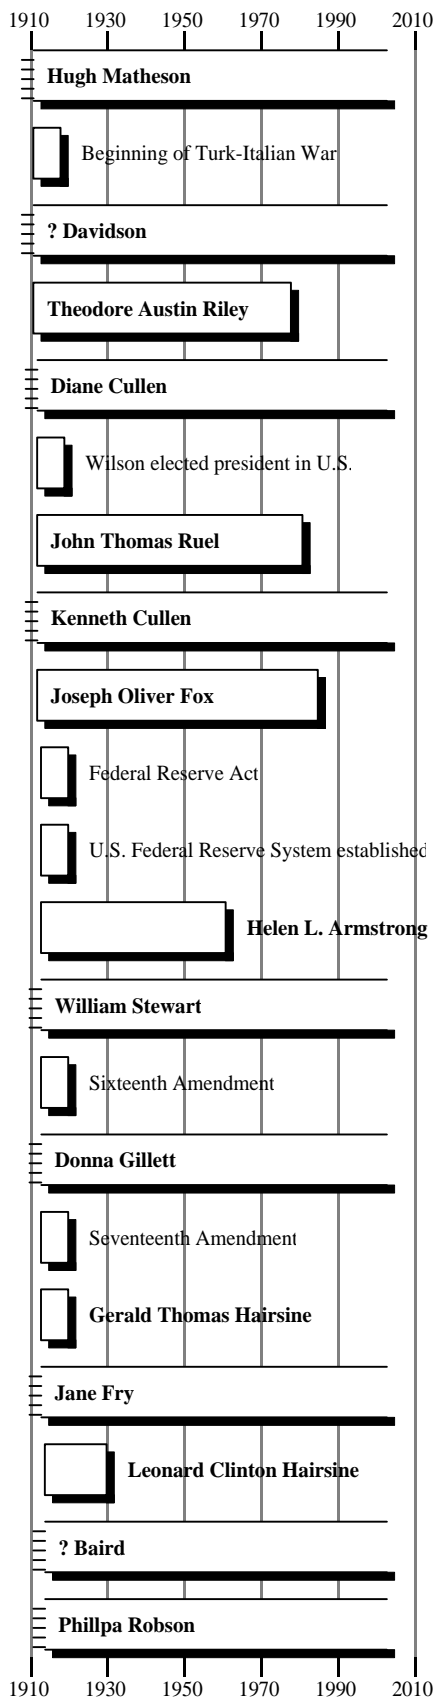 1910 1930 1950 1970 1990 2010
Hugh Matheson
Beginning of Turk-Italian War
? Davidson
Theodore Austin Riley
Diane Cullen
Wilson elected president in U.S.
John Thomas Ruel
Kenneth Cullen
Joseph Oliver Fox
Federal Reserve Act
U.S. Federal Reserve System established
Helen L. Armstrong
William Stewart
Sixteenth Amendment
Donna Gillett
Seventeenth Amendment
Gerald Thomas Hairsine
Jane Fry
Leonard Clinton Hairsine
? Baird
Phillpa Robson
1910 1930 1950 1970 1990 2010